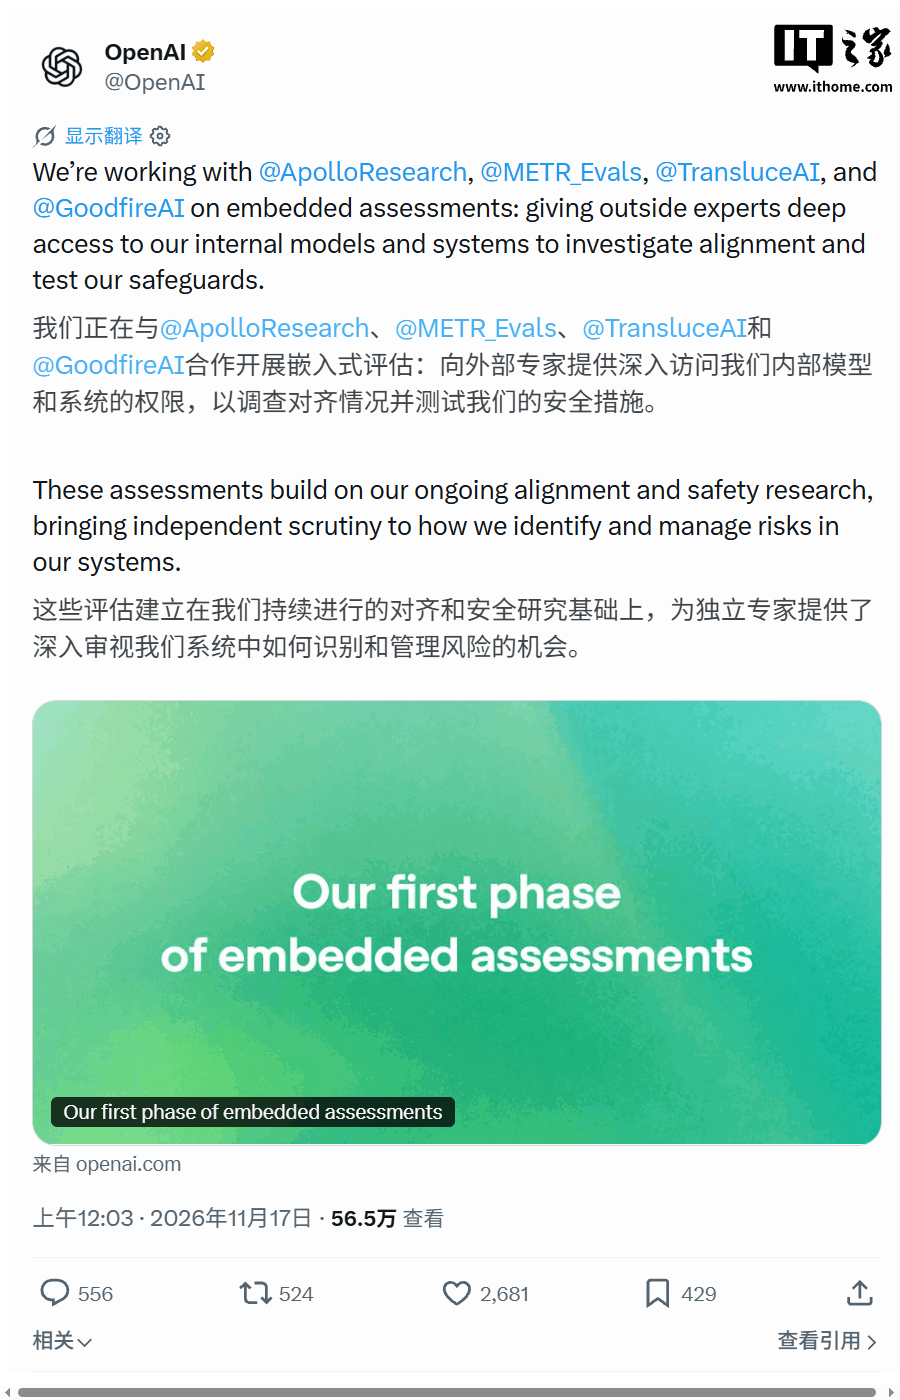 OpenAI
@OpenAI
IT之家
www.ithome.com
显示翻译
We’re working with @ApolloResearch, @METR_Evals, @TransluceAI, and
@GoodfireAI on embedded assessments: giving outside experts deep
access to our internal models and systems to investigate alignment and
test our safeguards.
我们正在与@ApolloResearch、@METR_Evals、@TransluceAI和
@GoodfireAI合作开展嵌入式评估：向外部专家提供深入访问我们内部模型
和系统的权限，以调查对齐情况并测试我们的安全措施。
These assessments build on our ongoing alignment and safety research,
bringing independent scrutiny to how we identify and manage risks in
our systems.
这些评估建立在我们持续进行的对齐和安全研究基础上，为独立专家提供了
深入审视我们系统中如何识别和管理风险的机会。
Our first phase
of embedded assessments
Our first phase of embedded assessments
来自 openai.com
上午12:03 · 2026年11月17日 · 56.5万 查看
556 524 2,681 429
相关 查看引用